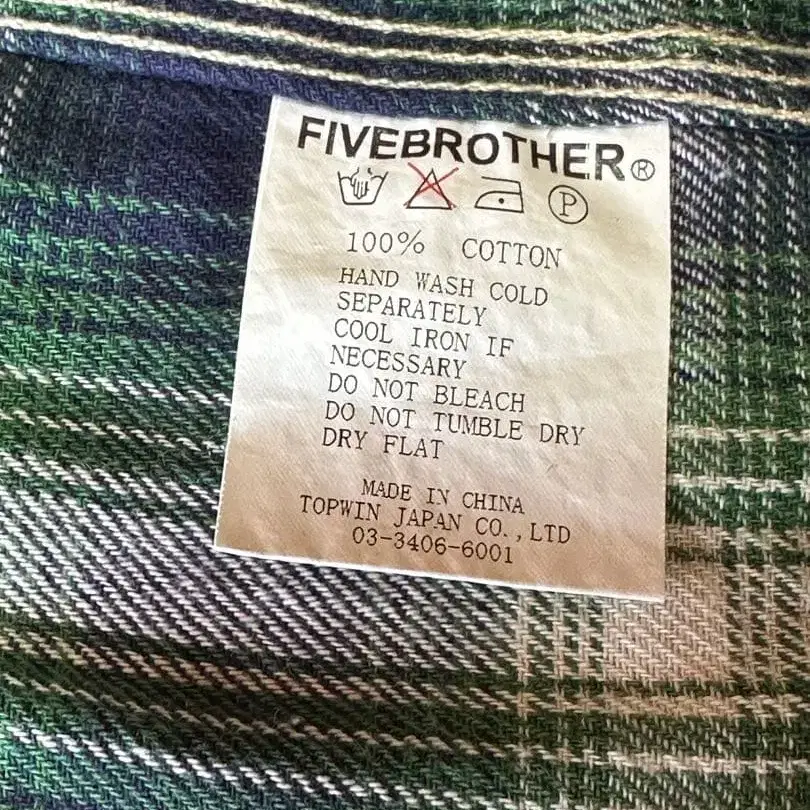 FIVEBROTHER®
P
100% COTTON
HAND WASH COLD
SEPARATELY
COOL IRON IF
NECESSARY
DO NOT BLEACH
DO NOT TUMBLE DRY
DRY FLAT
MADE IN CHINA
TOPWIN JAPAN CO.,LTD
03-3406-6001